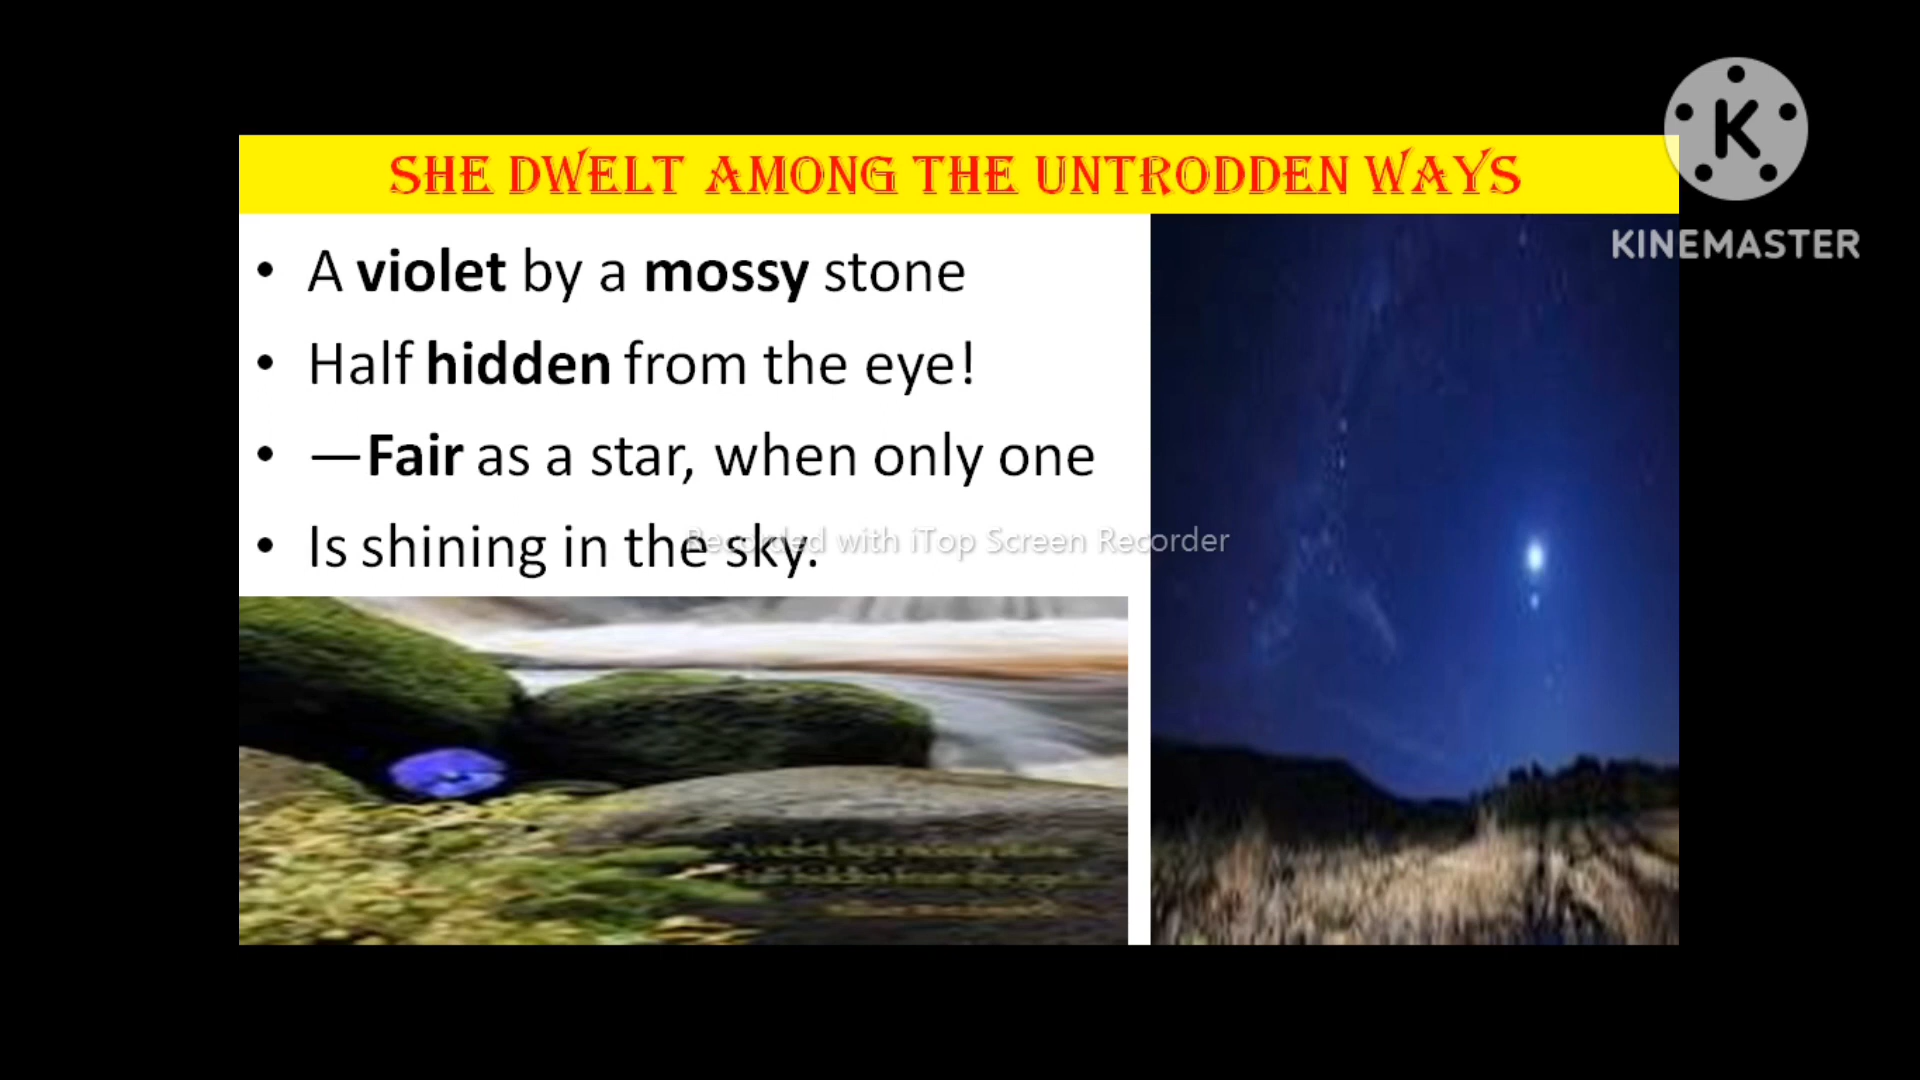 SHE DWELT AMONG THE UNTRODDEN WAYS
• A violet by a mossy stone
• Half hidden from the eye!
• —Fair as a star, when only one
• Is shining in the sky.
Recorded with iTop Screen Recorder
K
KINEMASTER